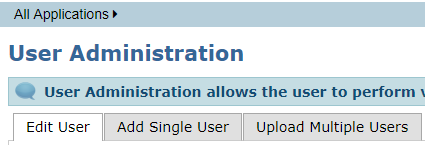 All Applications
User Administration
User Administration allows the user to perform
Edit User Add Single User Upload Multiple Users